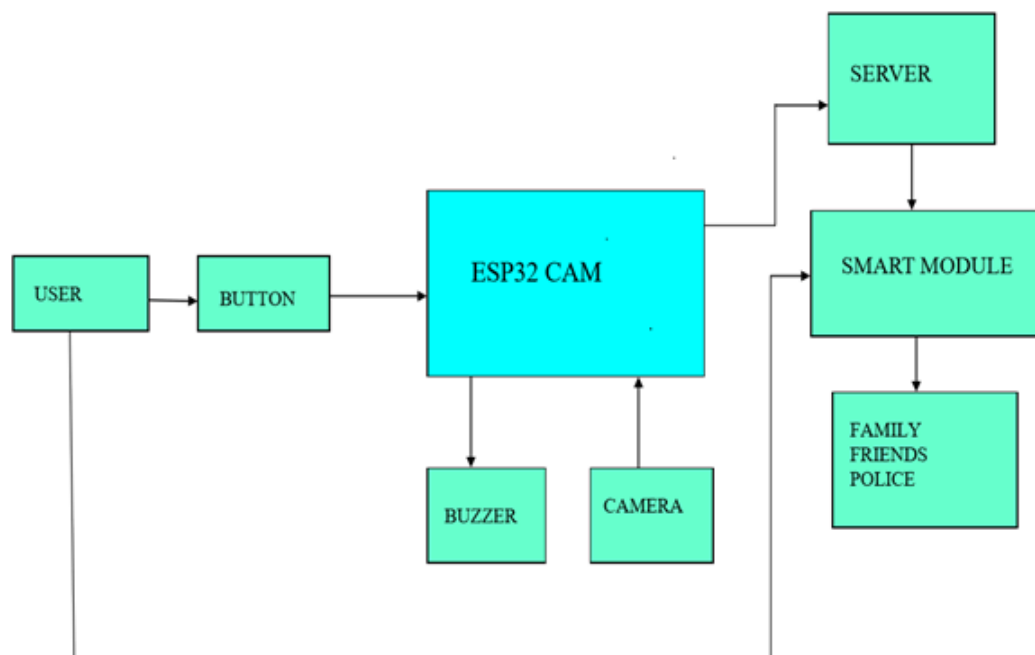 SERVER
ESP32 CAM
SMART MODULE
USER
BUTTON
FAMILY
FRIENDS
POLICE
BUZZER
CAMERA